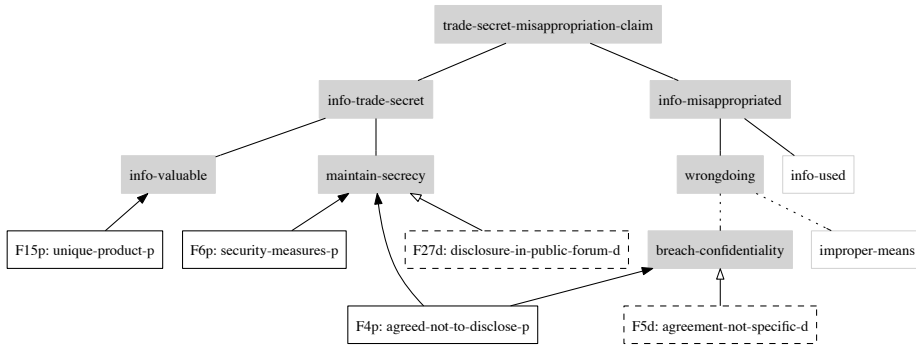 trade-secret-misappropriation-claim
info-trade-secret
info-misappropriated
info-valuable
maintain-secrecy
wrongdoing
info-used
F15p: unique-product-p
F6p: security-measures-p
F27d: disclosure-in-public-forum-d
breach-confidentiality
improper-means
F4p: agreed-not-to-disclose-p
F5d: agreement-not-specific-d